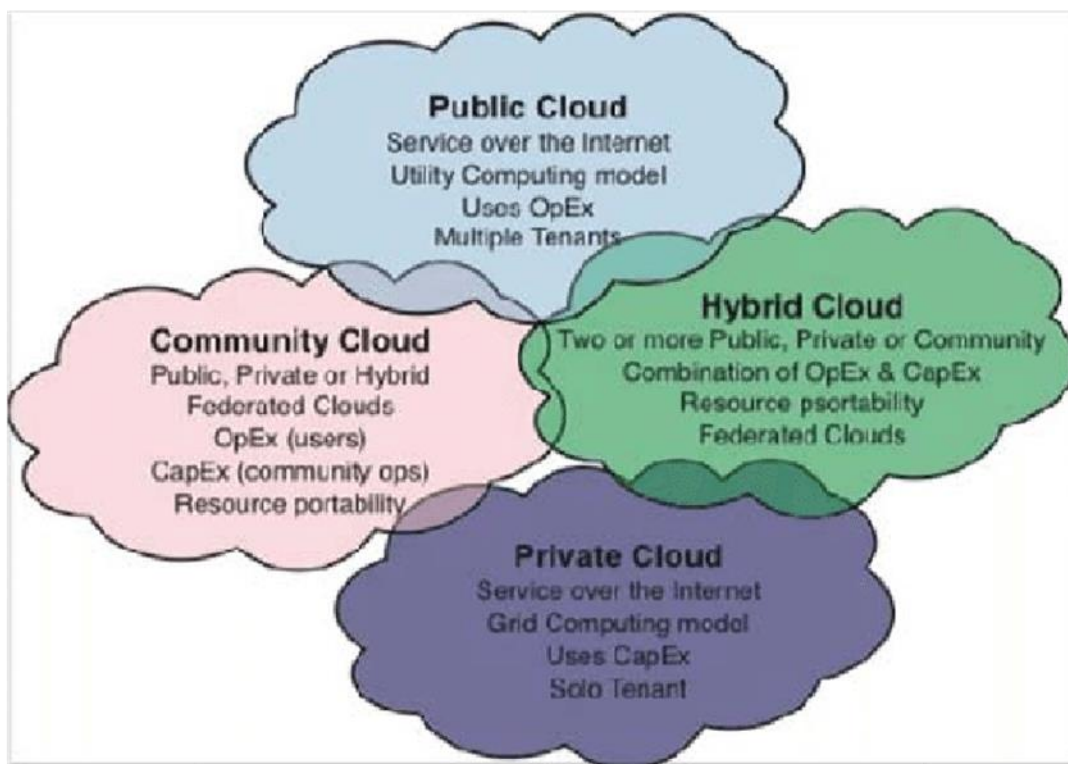 Public Cloud
Service over the Internet
Utility Computing model
Uses OpEx
Multiple Tenants
Community Cloud
Public, Private or Hybrid
Federated Clouds
OpEx (users)
CapEx (community ops)
Resource portability
Hybrid Cloud
Two or more Public, Private or Community
Combination of OpEx & CapEx
Resource psortability
Federated Clouds
Private Cloud
Service over the Internet
Grid Computing model
Uses CapEx
Solo Tenant